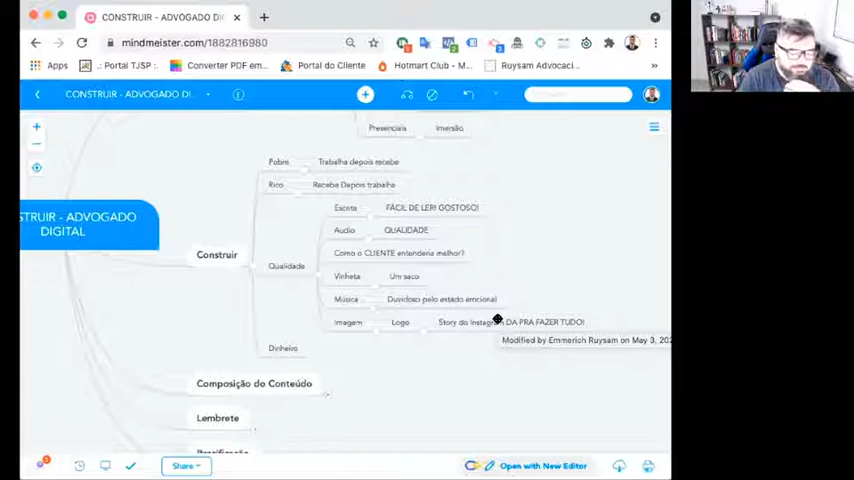 CONSTRUIR - ADVOGADO DI
mindmeister.com/1882816980
Apps
.: Portal TJSP .:
Converter PDF em...
Portal do Cliente
Hotmart Club - M...
Ruysam Advocaci...
CONSTRUIR - ADVOGADO DI...
Presenciais
Imersão
Pobre
Trabalha depois recebe
Rico
Receba Depois trabalha
STRUIR - ADVOGADO
DIGITAL
Construir
Qualidade
Escrita
FÁCIL DE LER! GOSTOSO!
Audio
QUALIDADE
Como o CLIENTE entenderia melhor?
Vinheta
Um saco
Música
Duvidoso pelo estado emcional
Imagem
Logo
Story do Instagram DA PRA FAZER TUDO!
Modified by Emmerich Ruysam on May 3, 202
Dinheiro
Composição do Conteúdo
Lembrete
Share
Open with New Editor